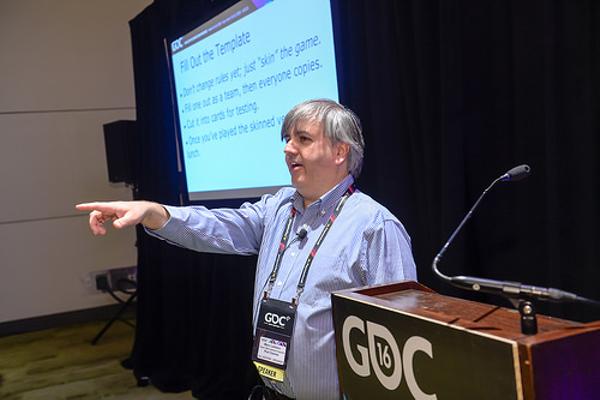 GDC
Fill Out the Template
• Don't change rules yet; just "skin" the game.
• Fill one out as a team, then everyone copies.
• Cut it into cards for testing.
• Once you've played the skinned
lunch.
GDC
SPEAKER
GDC
16